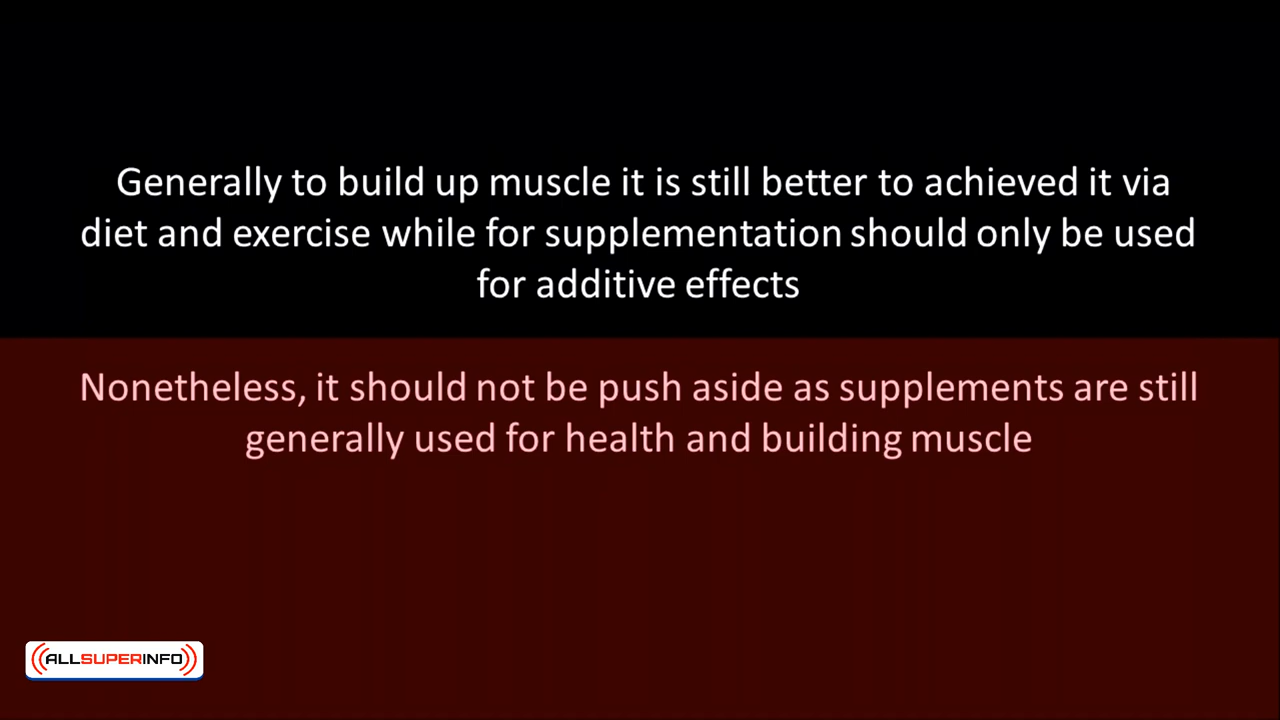 Generally to build up muscle it is still better to achieved it via
diet and exercise while for supplementation should only be used
for additive effects
Nonetheless, it should not be push aside as supplements are still
generally used for health and building muscle
ALLSUPERINFO